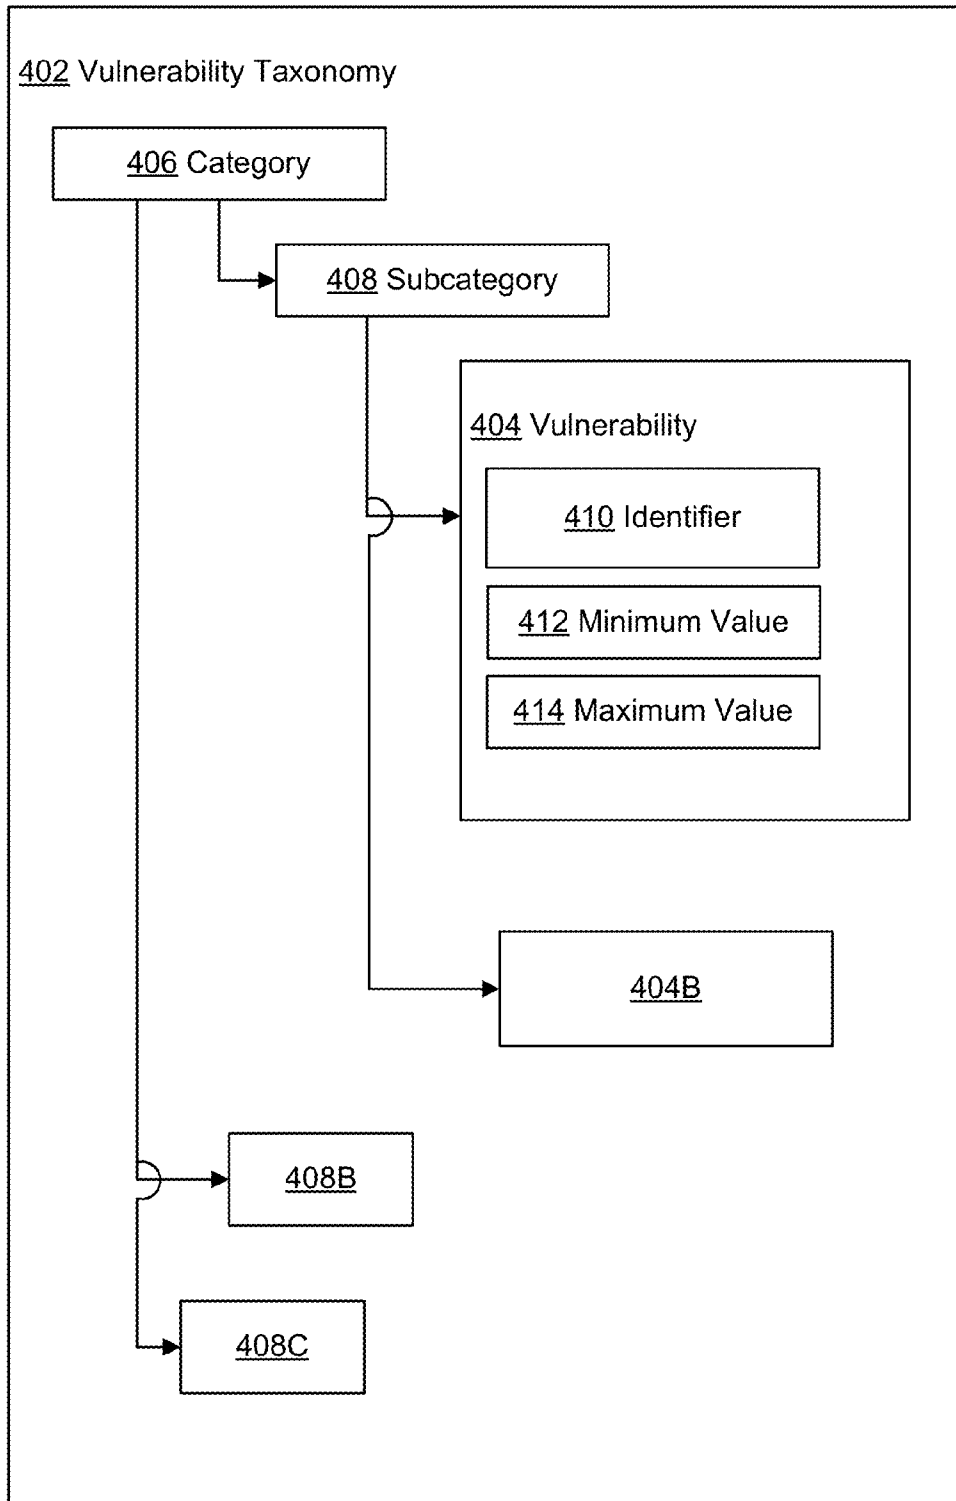 402 Vulnerability Taxonomy
406 Category
408 Subcategory
404 Vulnerability
410 Identifier
412 Minimum Value
414 Maximum Value
404B
408B
408C